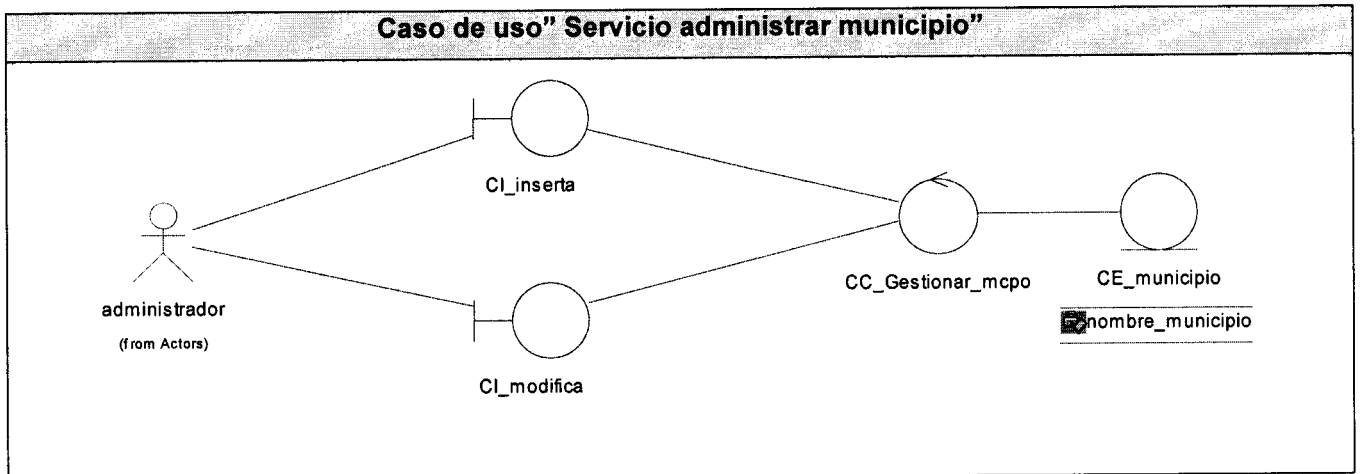 Caso de uso” Servicio administrar municipio”
CI_inserta
administrador
(from Actors)
CC_Gestionar_mcpo
CE_municipio
nombre_municipio
CI_modifica